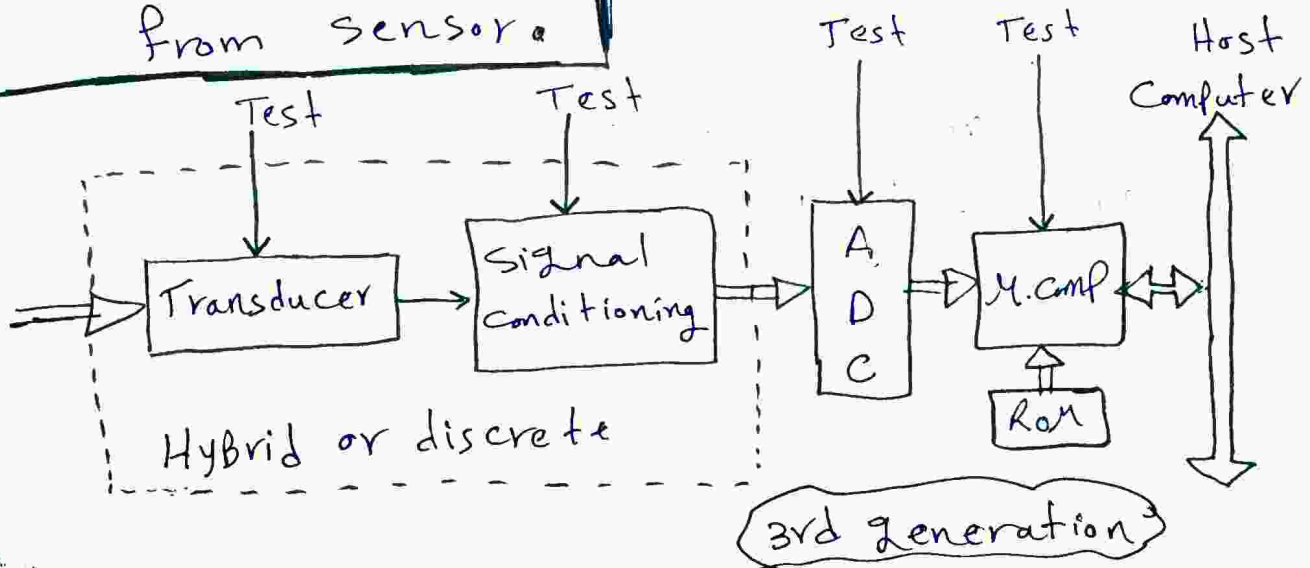 from sensor.
Test
Test
Test
Test
Host
Computer
Transducer
Signal
conditioning
A
D
C
M.comp
ROM
Hybrid or discrete
3rd generation